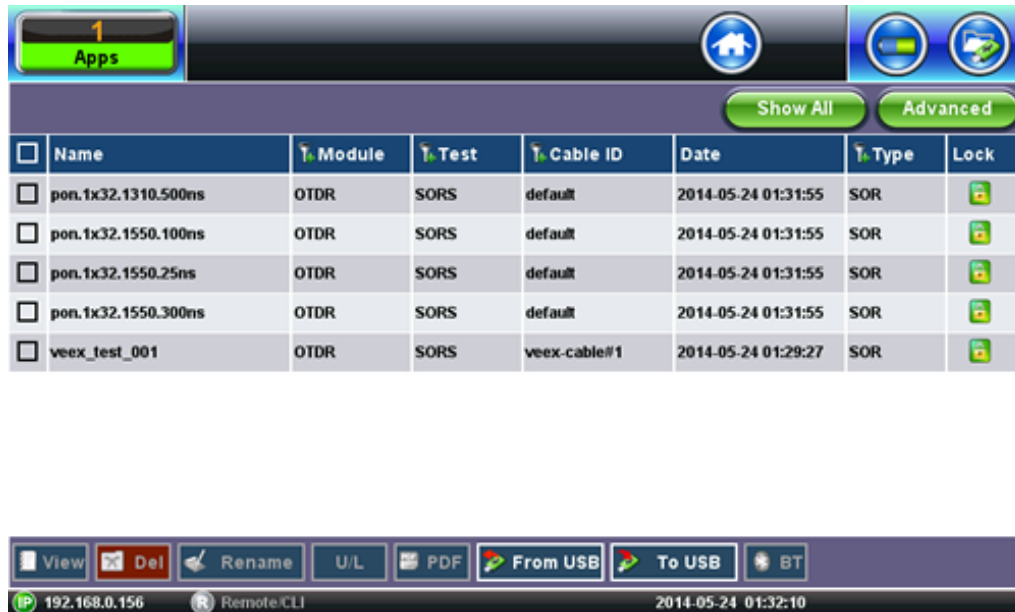 1
Apps
Show All Advanced
Name Module Test Cable ID Date Type Lock
pon.1x32.1310.500ns OTDR SORS default 2014-05-24 01:31:55 SOR
pon.1x32.1550.100ns OTDR SORS default 2014-05-24 01:31:55 SOR
pon.1x32.1550.25ns OTDR SORS default 2014-05-24 01:31:55 SOR
pon.1x32.1550.300ns OTDR SORS default 2014-05-24 01:31:55 SOR
veex_test_001 OTDR SORS veex-cable#1 2014-05-24 01:29:27 SOR
View Del Rename U/L PDF From USB To USB BT
IP 192.168.0.156 R Remote/CLI 2014-05-24 01:32:10